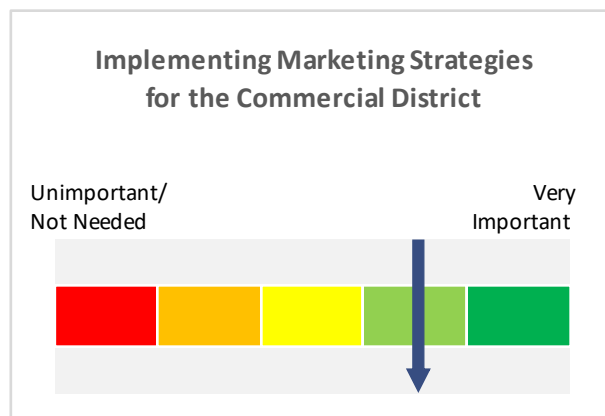 Implementing Marketing Strategies
for the Commercial District
Unimportant/
Not Needed
Very
Important